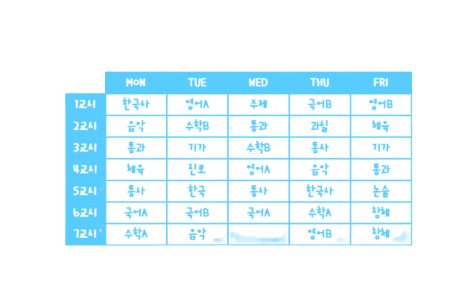 MON TUE WED THU FRI
1교시 한국사 영어A 주제 국어B 영어B
2교시 음악 수학B 통과 과실 체육
3교시 통과 기가 수학B 통사 기가
4교시 체육 진로 영어A 음악 통과
5교시 통사 한국 통사 한국사 논술
6교시 국어A 국어B 국어A 수학A 창체
7교시 수학A 음악 영어B 창체